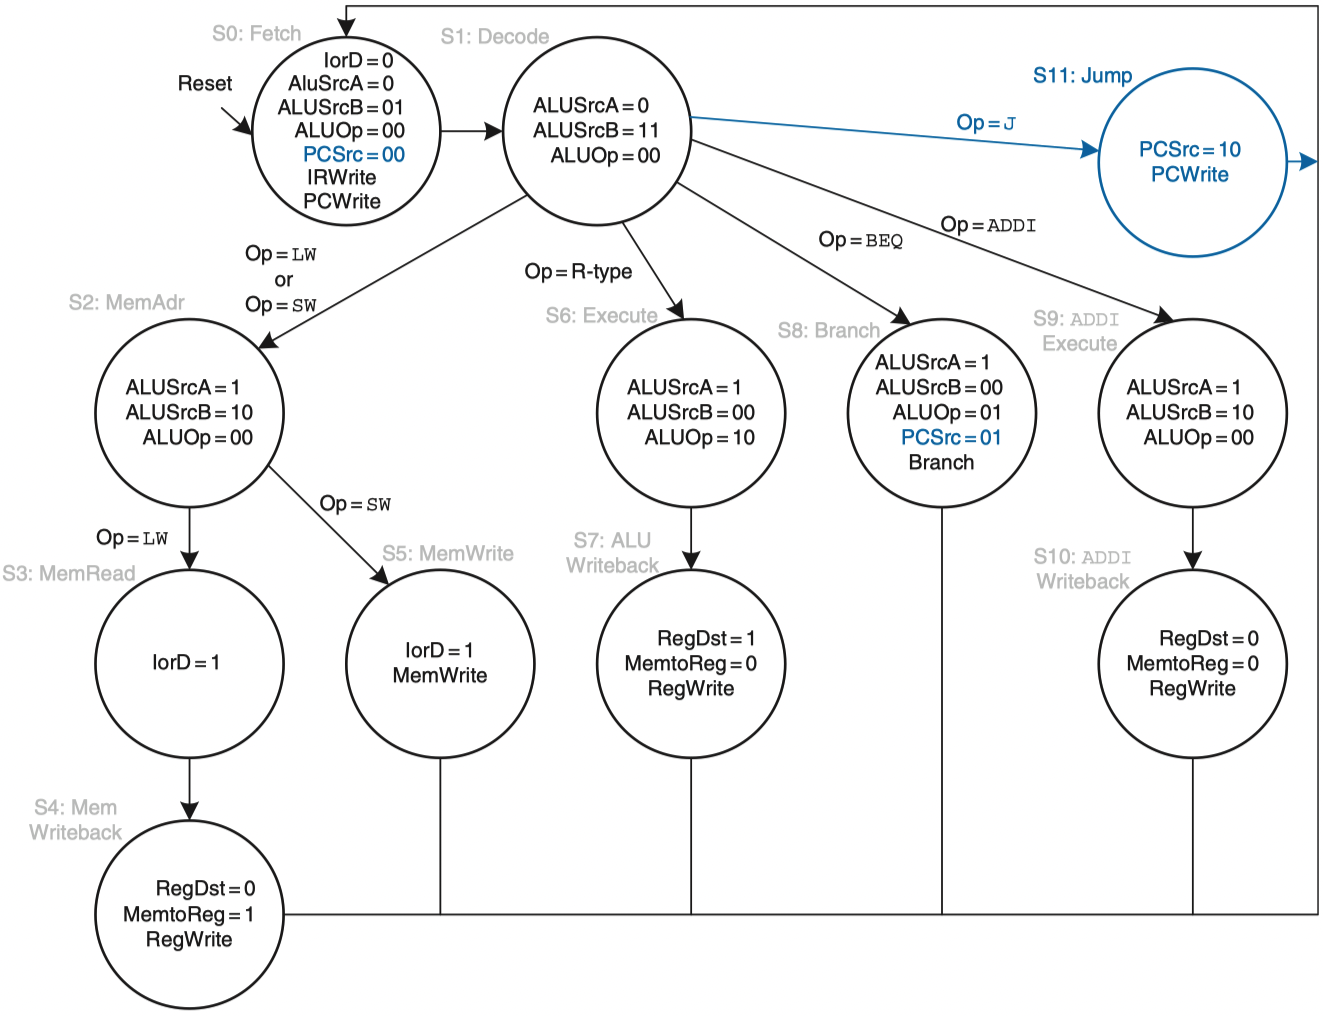 S0: Fetch
Reset
IorD=0
AluSrcA=0
ALUSrcB=01
ALUOp=00
PCSrc=00
IRWrite
PCWrite
S1: Decode
ALUSrcA=0
ALUSrcB=11
ALUOp=00
S11: Jump
Op=J
PCSrc=10
PCWrite
Op=LW
or
Op=SW
Op=R-type
Op=BEQ
Op=ADDI
S2: MemAdr
ALUSrcA=1
ALUSrcB=10
ALUOp=00
S6: Execute
ALUSrcA=1
ALUSrcB=00
ALUOp=10
S8: Branch
ALUSrcA=1
ALUSrcB=00
ALUOp=01
PCSrc=01
Branch
S9: ADDI
Execute
ALUSrcA=1
ALUSrcB=10
ALUOp=00
Op=LW
Op=SW
S3: MemRead
IorD=1
S5: MemWrite
IorD=1
MemWrite
S7: ALU
Writeback
RegDst=1
MemtoReg=0
RegWrite
S10: ADDI
Writeback
RegDst=0
MemtoReg=0
RegWrite
S4: Mem
Writeback
RegDst=0
MemtoReg=1
RegWrite